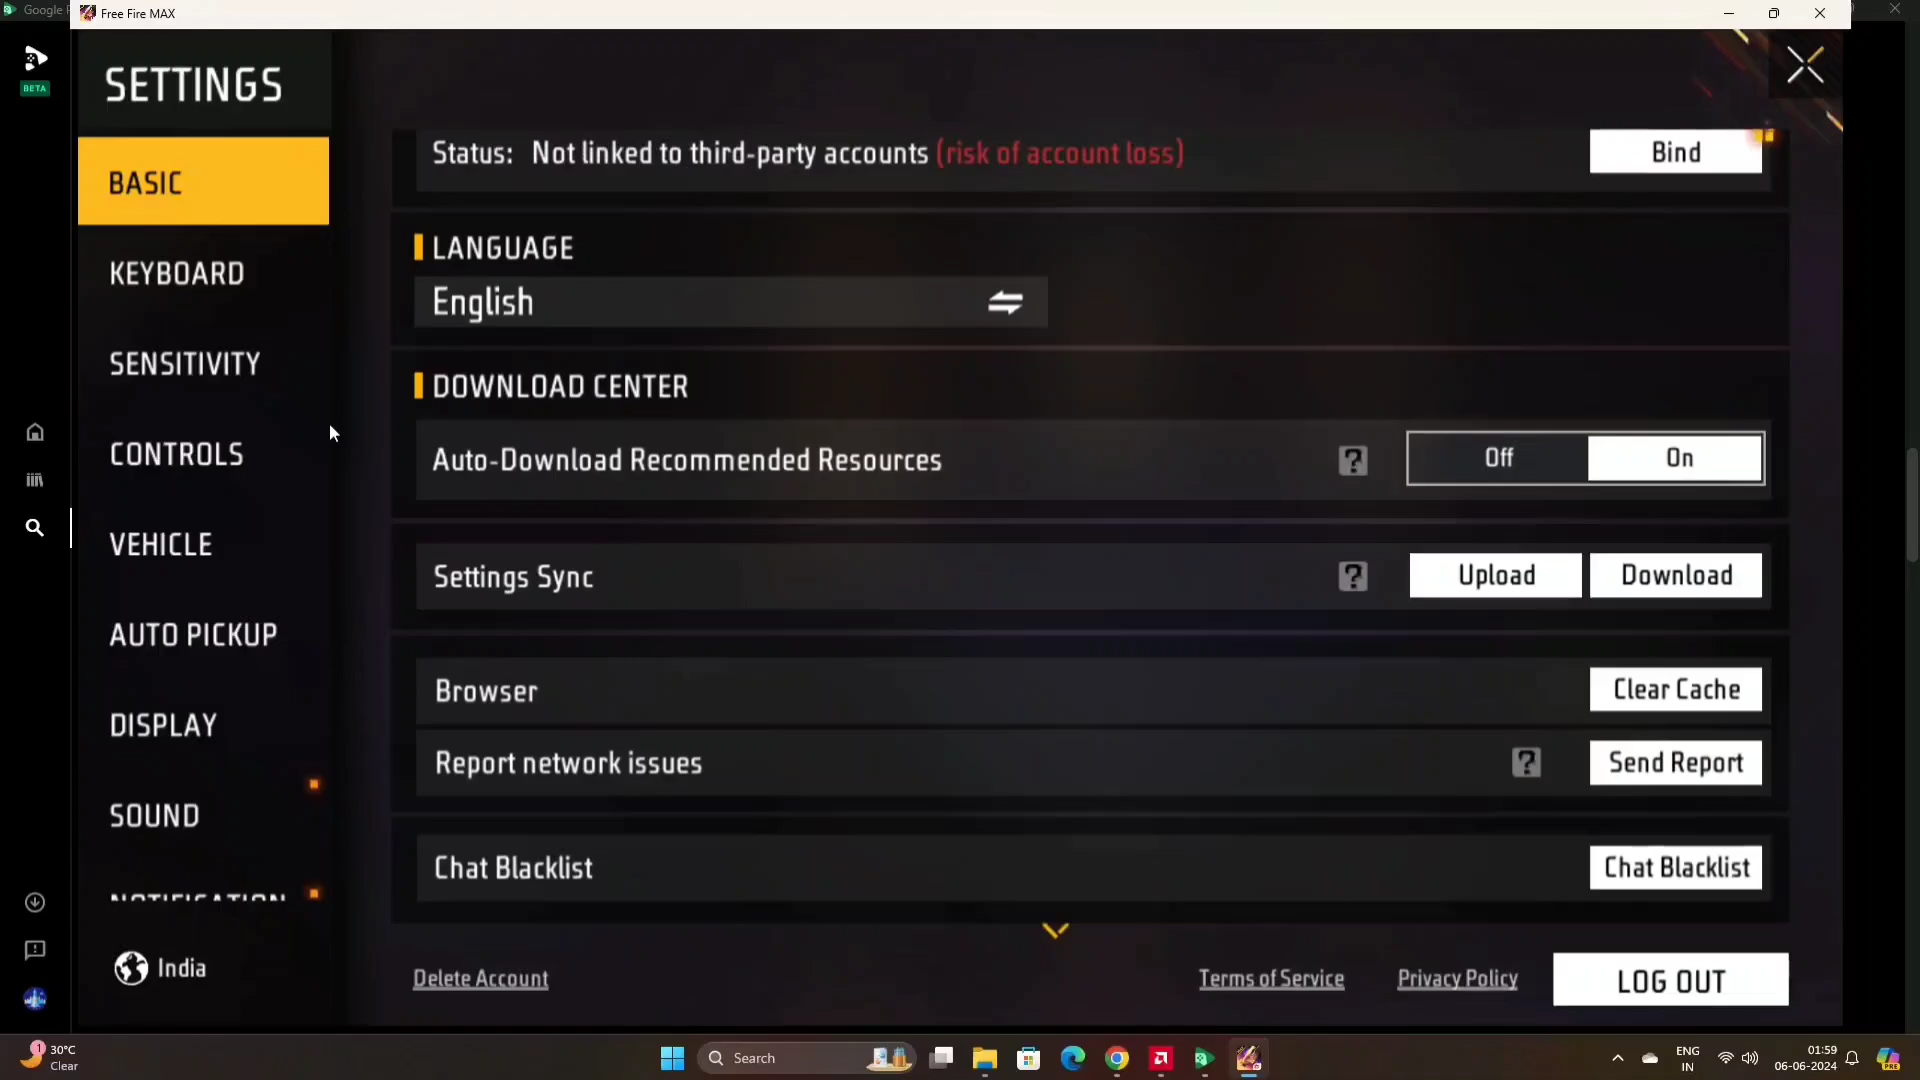 Google P
Free Fire MAX
BETA
SETTINGS
BASIC
KEYBOARD
SENSITIVITY
CONTROLS
VEHICLE
AUTO PICKUP
DISPLAY
SOUND
NOTIFICATION
India
Status: Not linked to third-party accounts (risk of account loss)
Bind
LANGUAGE
English
DOWNLOAD CENTER
Auto-Download Recommended Resources
?
Off
On
Settings Sync
?
Upload
Download
Browser
Clear Cache
Report network issues
?
Send Report
Chat Blacklist
Chat Blacklist
Delete Account
Terms of Service
Privacy Policy
LOG OUT
1
30°C
Clear
Search
ENG
IN
01:59
06-06-2024
PRE